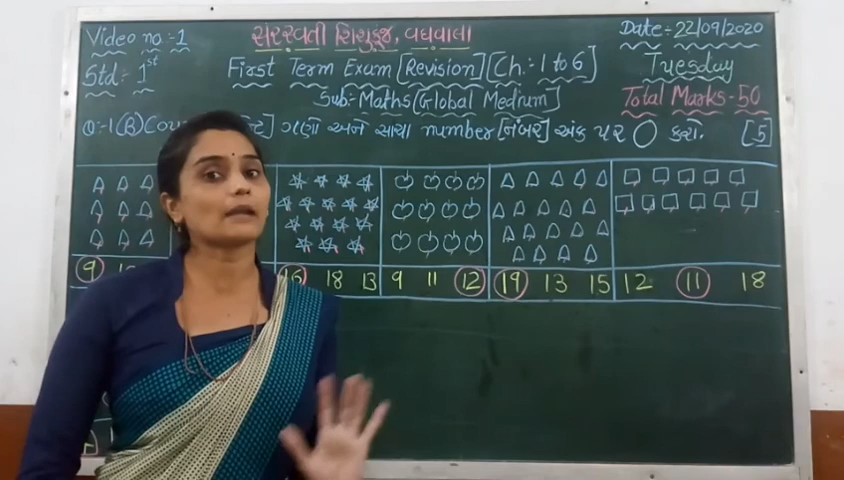 Video no :- 1
સરસ્વતી શિશુકુંજ, વઘવાલા
Date :- 22/09/2020
Std :- 1st
First Term Exam [Revision] [Ch. :- 1 to 6]
Tuesday
Sub:- Maths [Global Medium]
Total Marks - 50
Q:-1 (B) ગણો અને સાચા number [નંબર] અંક પર O કરો. [5]
9
16 18 13
9 11 12
19 13 15
12 11 18